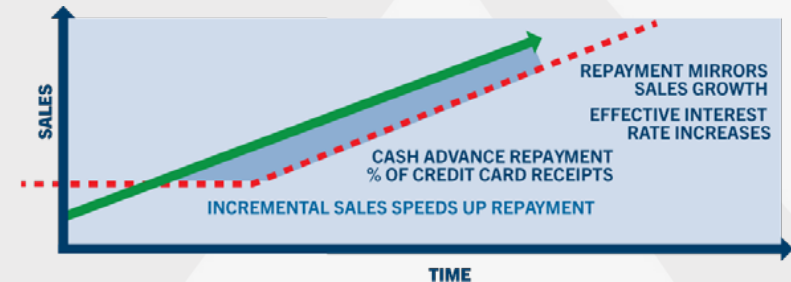 SALES
REPAYMENT MIRRORS
SALES GROWTH
EFFECTIVE INTEREST
RATE INCREASES
CASH ADVANCE REPAYMENT
% OF CREDIT CARD RECEIPTS
INCREMENTAL SALES SPEEDS UP REPAYMENT
TIME